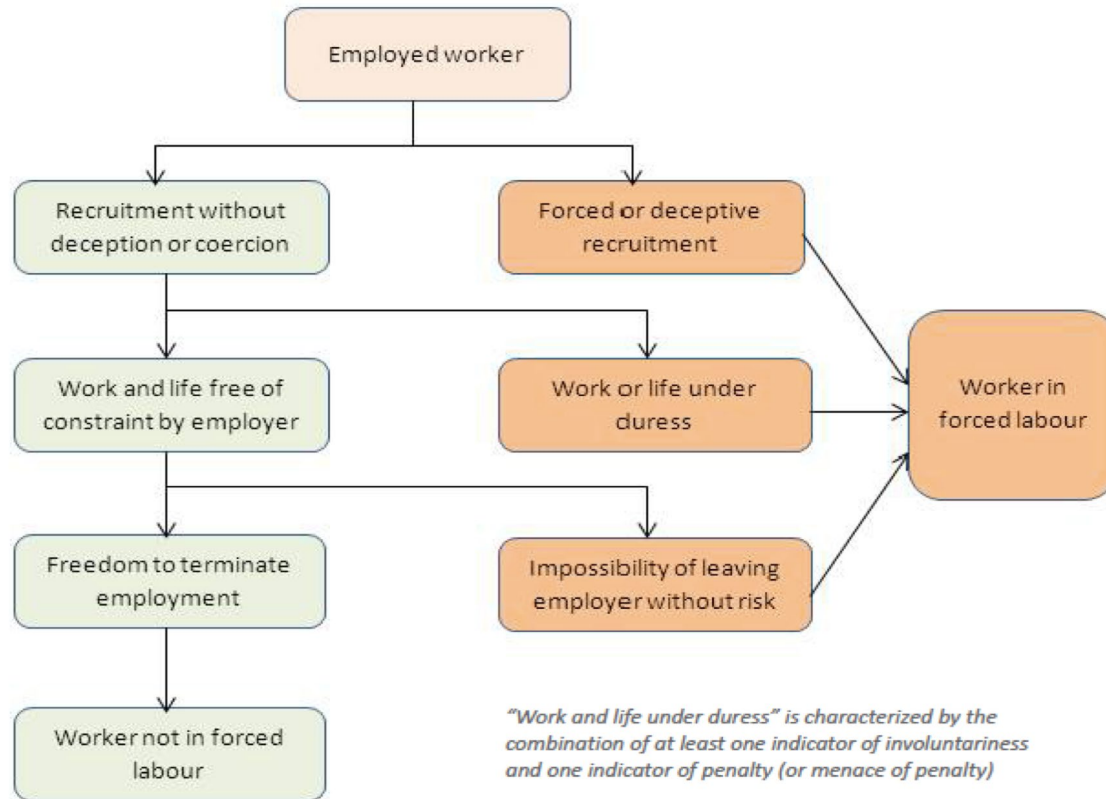 Employed worker
Recruitment without
deception or coercion
Forced or deceptive
recruitment
Work and life free of
constraint by employer
Work or life under
duress
Worker in
forced labour
Freedom to terminate
employment
Impossibility of leaving
employer without risk
Worker not in forced
labour
“Work and life under duress” is characterized by the
combination of at least one indicator of involuntariness
and one indicator of penalty (or menace of penalty)